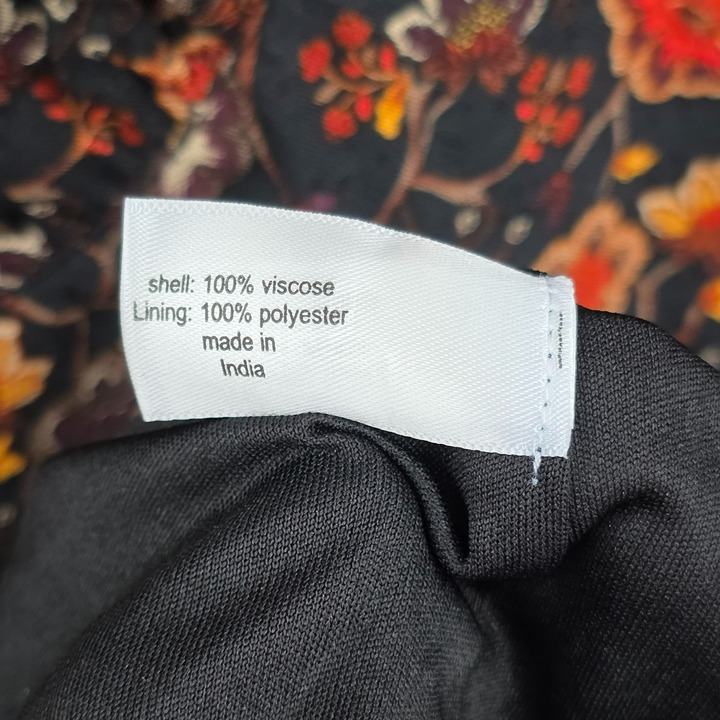 shell: 100% viscose
Lining: 100% polyester
made in
India